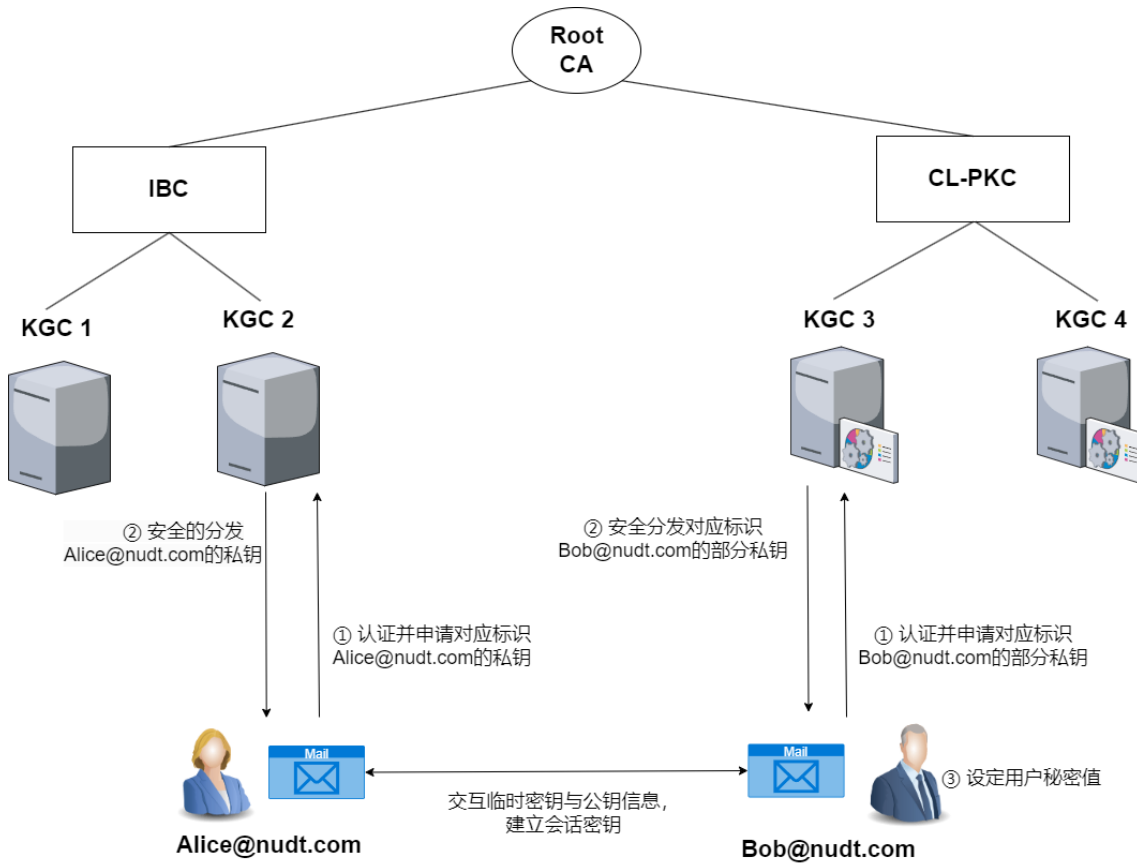 Root
CA
IBC
CL-PKC
KGC 1
KGC 2
KGC 3
KGC 4
② 安全的分发
Alice@nudt.com的私钥
② 安全分发对应标识
Bob@nudt.com的部分私钥
① 认证并申请对应标识
Alice@nudt.com的私钥
① 认证并申请对应标识
Bob@nudt.com的部分私钥
Mail
Mail
③ 设定用户秘密值
交互临时密钥与公钥信息，
建立会话密钥
Alice@nudt.com
Bob@nudt.com